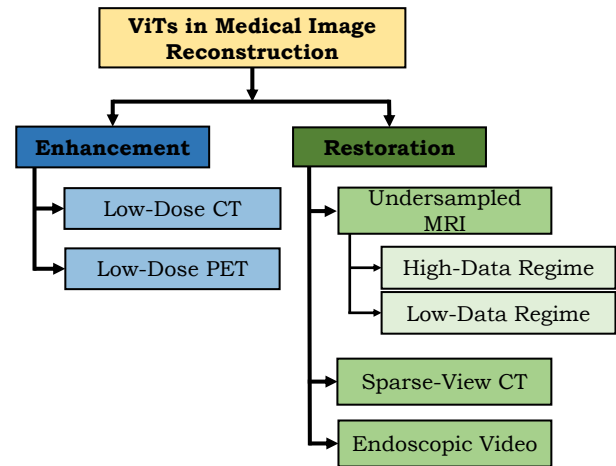 ViTs in Medical Image
Reconstruction
Enhancement
Low-Dose CT
Low-Dose PET
Restoration
Undersampled
MRI
High-Data Regime
Low-Data Regime
Sparse-View CT
Endoscopic Video